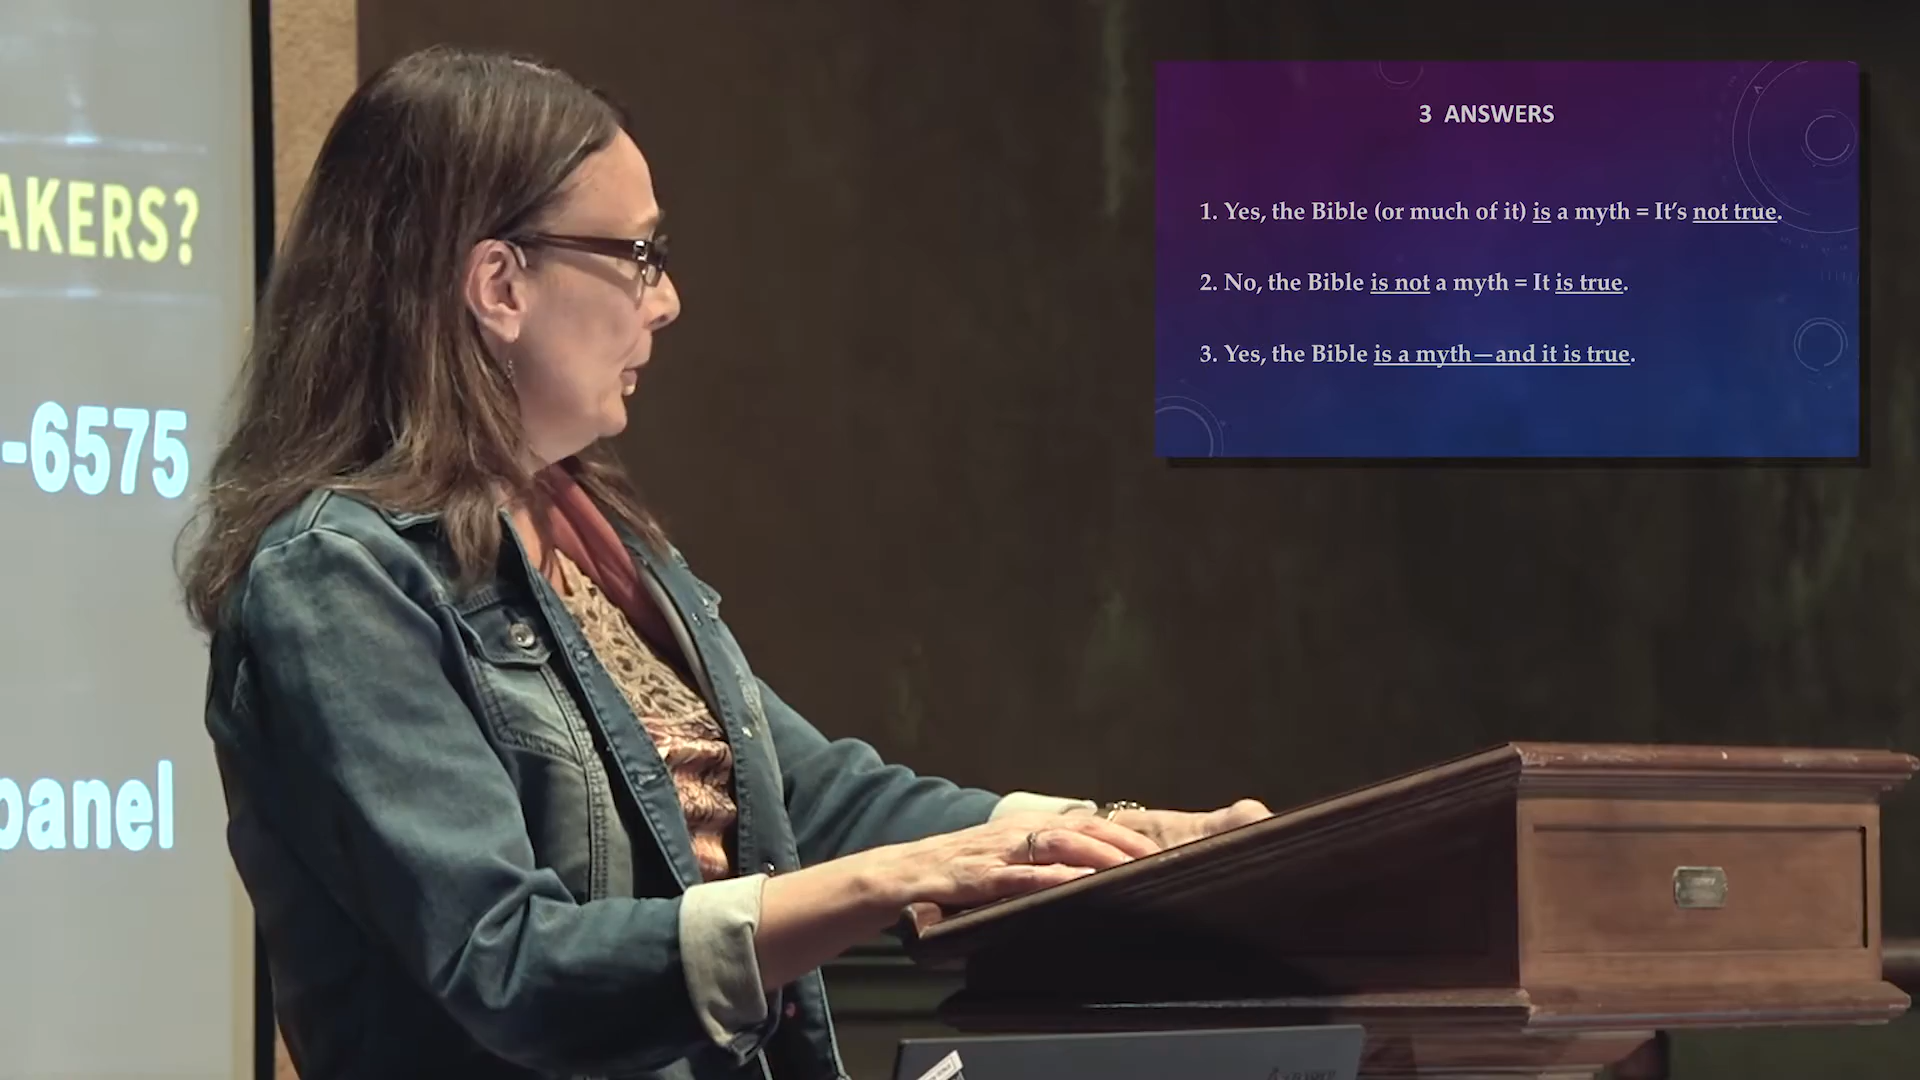 AKERS?
-6575
panel
3 ANSWERS
1. Yes, the Bible (or much of it) is a myth = It's not true.
2. No, the Bible is not a myth = It is true.
3. Yes, the Bible is a myth—and it is true.